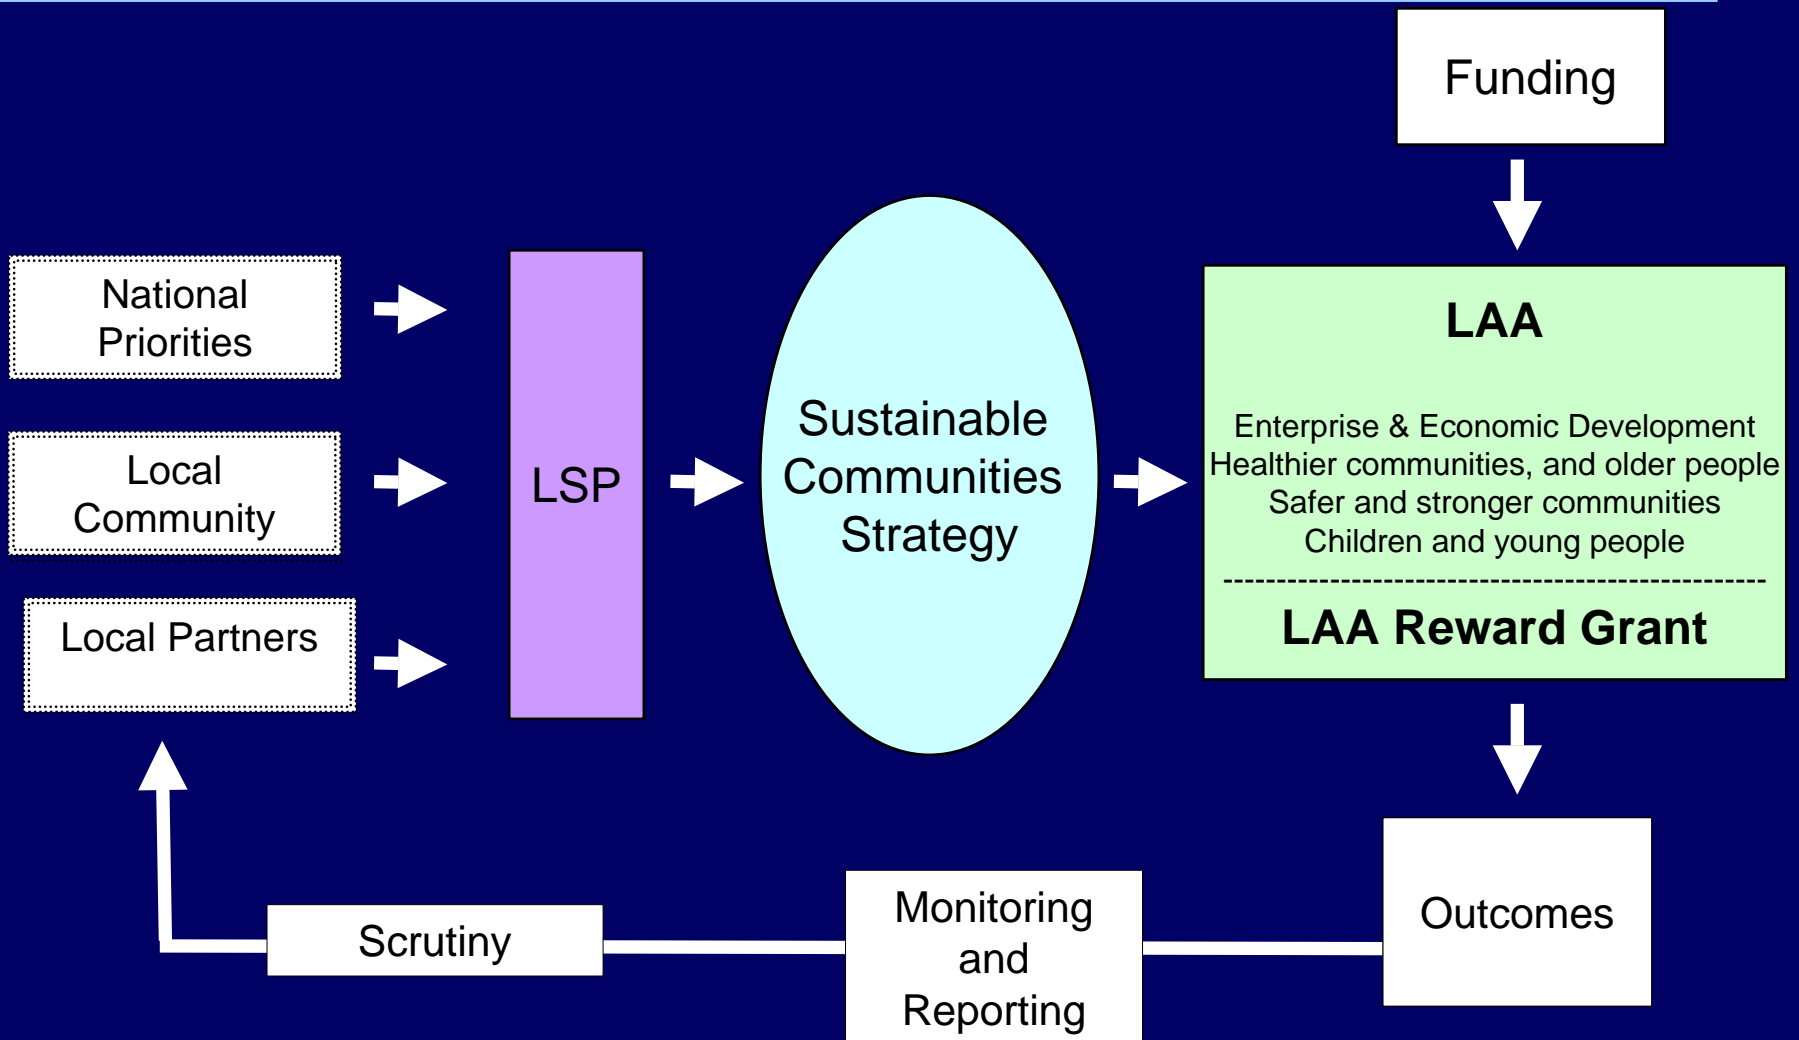 Funding
National
Priorities
Local
Community
Local Partners
LSP
Sustainable
Communities
Strategy
LAA
Enterprise & Economic Development
Healthier communities, and older people
Safer and stronger communities
Children and young people
---------------------------------------------------
LAA Reward Grant
Scrutiny
Monitoring
and
Reporting
Outcomes